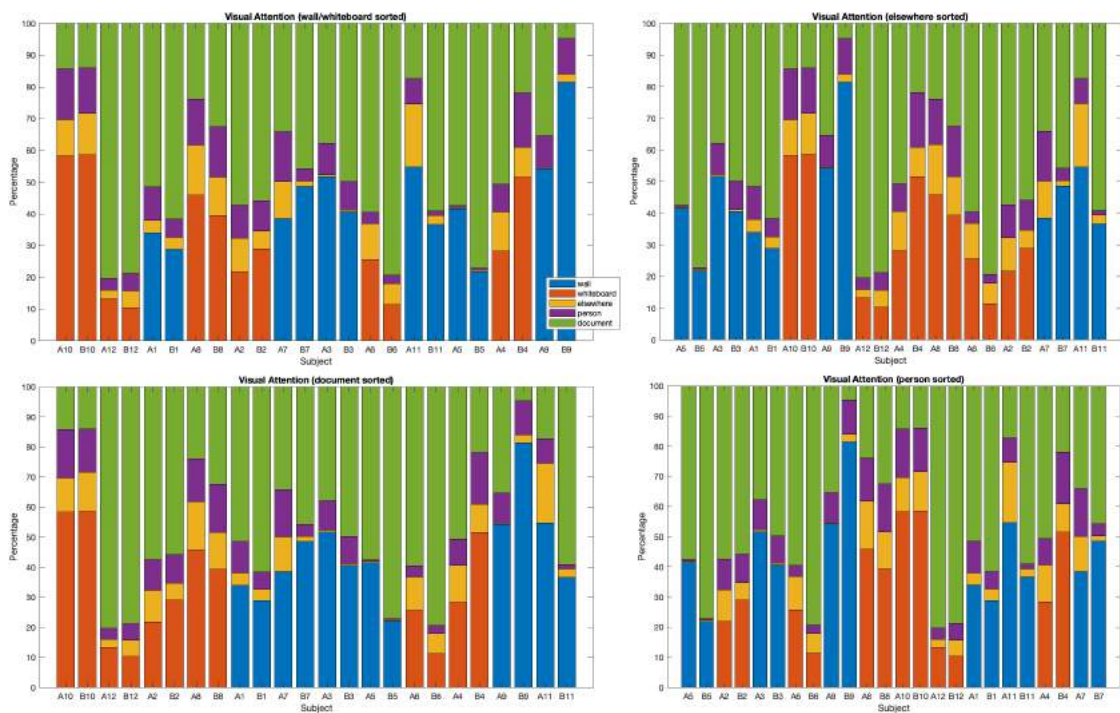 Visual Attention (wall/whiteboard sorted)
100
90
80
70
60
50
40
30
20
10
0
Percentage
wall
whiteboard
elsewhere
person
document
A10 B10 A12 B12 A1 B1 A8 B8 A2 B2 A7 B7 A3 B3 A6 B6 A11 B11 A5 B5 A4 B4 A9 B9
Subject
Visual Attention (elsewhere sorted)
100
90
80
70
60
50
40
30
20
10
0
Percentage
A5 B5 A3 B3 A1 B1 A10 B10 A9 B9 A12 B12 A4 B4 A8 B8 A6 B6 A2 B2 A7 B7 A11 B11
Subject
Visual Attention (document sorted)
100
90
80
70
60
50
40
30
20
10
0
Percentage
A10 B10 A12 B12 A2 B2 A8 B8 A1 B1 A7 B7 A3 B3 A5 B5 A6 B6 A4 B4 A9 B9 A11 B11
Subject
Visual Attention (person sorted)
100
90
80
70
60
50
40
30
20
10
0
Percentage
A5 B5 A2 B2 A3 B3 A6 B6 A9 B9 A8 B8 A10 B10 A12 B12 A1 B1 A11 B11 A4 B4 A7 B7
Subject